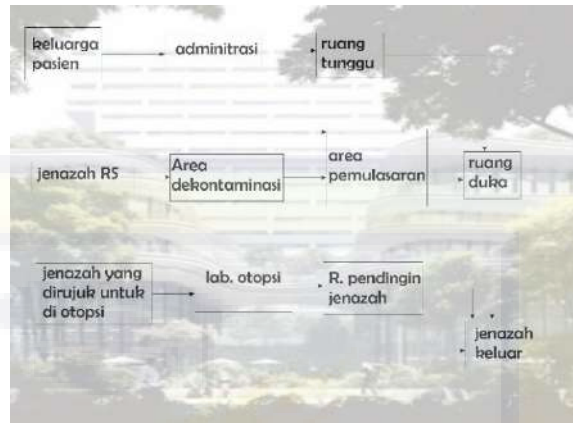 keluarga
pasien
adminitrasi
ruang
tunggu
jenazah RS
Area
dekontaminasi
area
pemulasaran
ruang
duka
jenazah yang
dirujuk untuk
di otopsi
lab. otopsi
R. pendingin
jenazah
jenazah
keluar